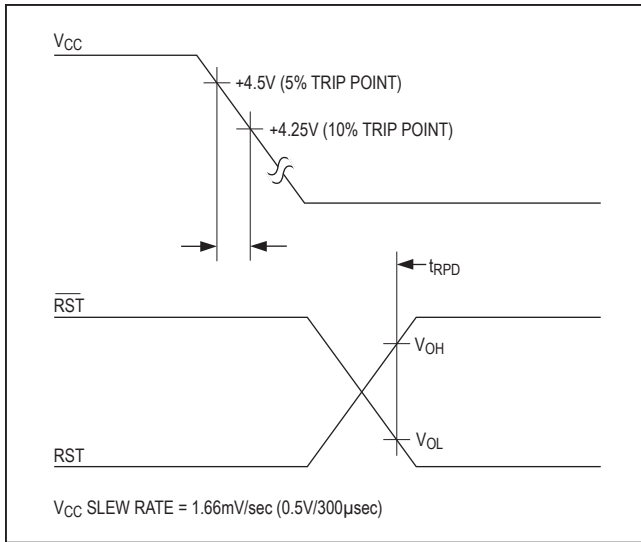 VCC
+4.5V (5% TRIP POINT)
+4.25V (10% TRIP POINT)
tRPD
RST
VOH
VOL
RST
VCC SLEW RATE = 1.66mV/sec (0.5V/300µsec)